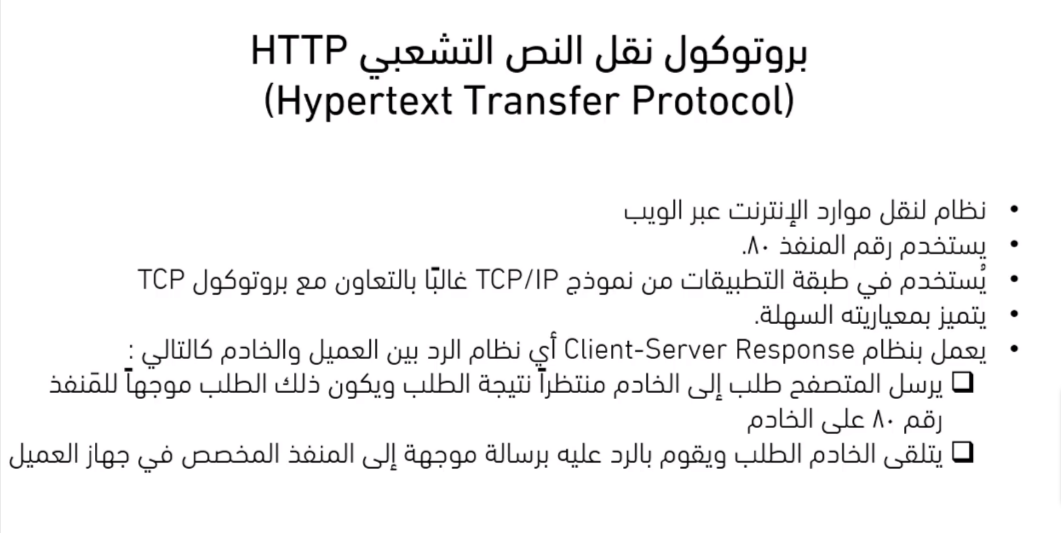 بروتوكول نقل النص التشعبي HTTP
(Hypertext Transfer Protocol)
• نظام لنقل موارد الإنترنت عبر الويب
• يستخدم رقم المنفذ ٨٠.
• يُستخدم في طبقة التطبيقات من نموذج TCP/IP غالبًا بالتعاون مع بروتوكول TCP
• يتميز بمعياريته السهلة.
• يعمل بنظام Client-Server Response أي نظام الرد بين العميل والخادم كالتالي :
❑ يرسل المتصفح طلب إلى الخادم منتظراً نتيجة الطلب ويكون ذلك الطلب موجهاً للمَنفذ
رقم ٨٠ على الخادم
❑ يتلقى الخادم الطلب ويقوم بالرد عليه برسالة موجهة إلى المنفذ المخصص في جهاز العميل